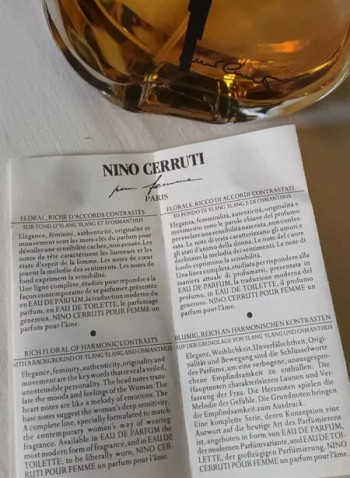 NINO CERRUTI
pour femme
PARIS
FLORAL, RICHE D'ACCORDS CONTRASTÉS
SUR FOND D'YLANG YLANG ET D'OSMANTHUS
Élégance, féminité, authenticité, originalité et
mouvement sont les mots-clés du parfum pour
dévoiler une sensibilité cachée, non avouée. Les
notes de tête caractérisent les humeurs et les
états d'esprit de la femme. Les notes de cœur
jouent la mélodie des sentiments. Les notes de
fond expriment la sensibilité.
Une ligne complète, étudiée pour répondre à la
façon contemporaine de se parfumer, présentée
en EAU DE PARFUM, la traduction moderne du
parfum, en EAU DE TOILETTE, le parfumage
généreux. NINO CERRUTI POUR FEMME un
parfum pour l'âme.
RICH FLORAL OF HARMONIC CONTRASTS
WITH A BACKGROUND OF YLANG YLANG AND OSMANTHUS
Elegance, feminity, authenticity, originality and
movement are the key words that reveal a veiled,
unostensible personality. The head notes trans-
late the moods and feelings of the Woman. The
heart notes are like a melody of emotions. The
base notes suggest the woman's deep sensitivity.
A complete line, specially formulated to match
the contemporary woman's way of wearing
fragrance. Available in EAU DE PARFUM, the
most modern form of fragrance, and in EAU DE
TOILETTE, to be liberally worn, NINO CER-
RUTI POUR FEMME un parfum pour l'âme.
FLOREALE, RICCO DI ACCORDI CONTRASTATI
SU FONDO DI YLANG YLANG E DI OSMANTHUS
Eleganza, femminilità, autenticità, originalità e
movimento sono le parole chiave del profumo
per svelare una sensibilità nascosta, non confes-
sata. Le note di testa caratterizzano gli umori e
gli stati d'animo della donna. Le note del cuore
declinano la melodia dei sentimenti. Le note di
fondo esprimono la sensibilità.
Una linea completa, studiata per rispondere alla
maniera attuale di profumarsi, presentata in
EAU DE PARFUM, la traduzione moderna del
profumo, in EAU DE TOILETTE, il profumo
generoso. NINO CERRUTI POUR FEMME un
parfum pour l'âme.
BLUMIG, REICH AN HARMONISCHEN KONTRASTEN
AUF DER GRUNDLAGE VON YLANG YLANG UND OSMANTHUS
Eleganz, Weiblichkeit, Unverfälschtheit, Origi-
nalität und Bewegung sind die Schlüsselworte
des Parfüms, um eine verborgene, unausgespro-
chene Empfindsamkeit zu enthüllen. Die
Hauptnoten charakterisieren Launen und Ver-
fassung der Frau. Die Herznoten spielen die
Melodie der Gefühle. Die Grundnoten bringen
die Empfindsamkeit zum Ausdruck.
Eine komplette Serie, deren Konzeption eine
Antwort auf die heutige Art des Parfümierens
ist, angeboten in Form von EAU DE PARFUM,
der modernen Parfümvariante, und EAU DE TOI-
LETTE, der großzügigen Parfümierung. NINO
CERRUTI POUR FEMME un parfum pour l'âme.